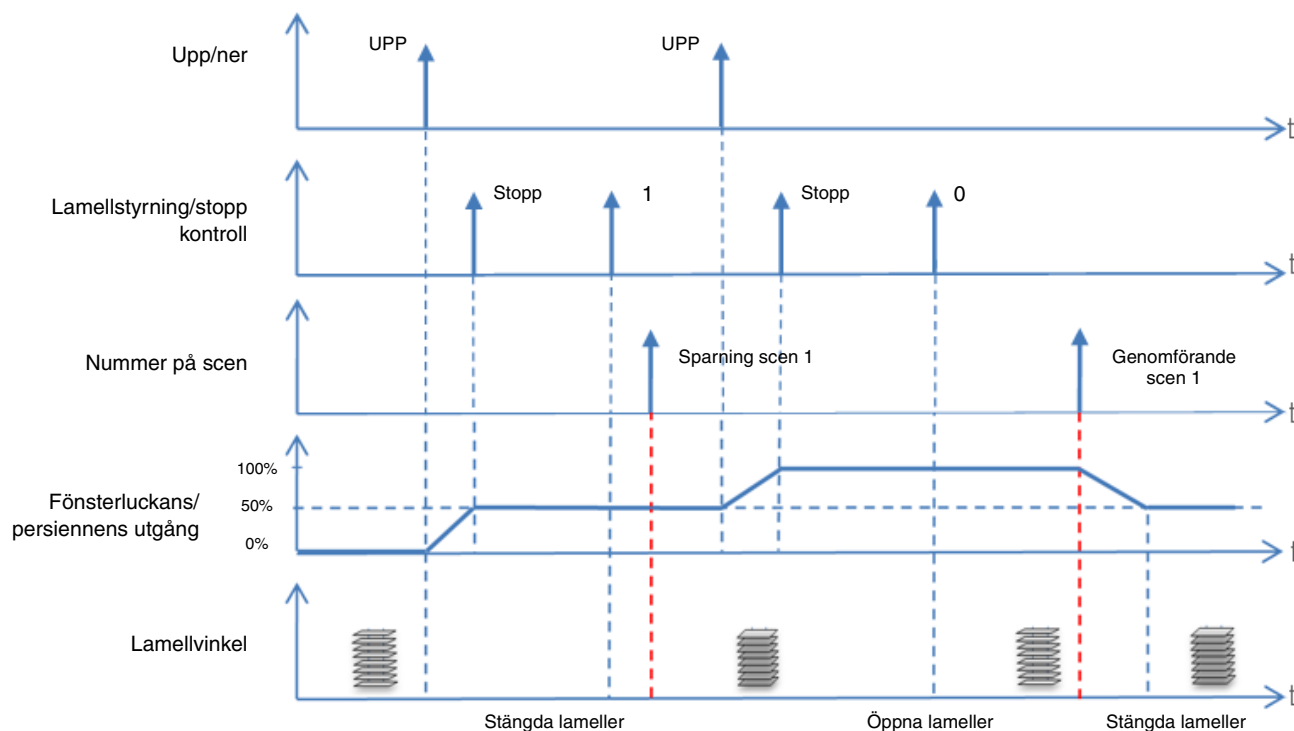 UPP
UPP
Upp/ner
t
Lamellstyrning/stopp
kontroll
Stopp
1
Stopp
0
t
Nummer på scen
Sparning scen 1
Genomförande
scen 1
t
Fönsterluckans/
persiennens utgång
100%
50%
0%
t
Lamellvinkel
t
Stängda lameller
Öppna lameller
Stängda lameller